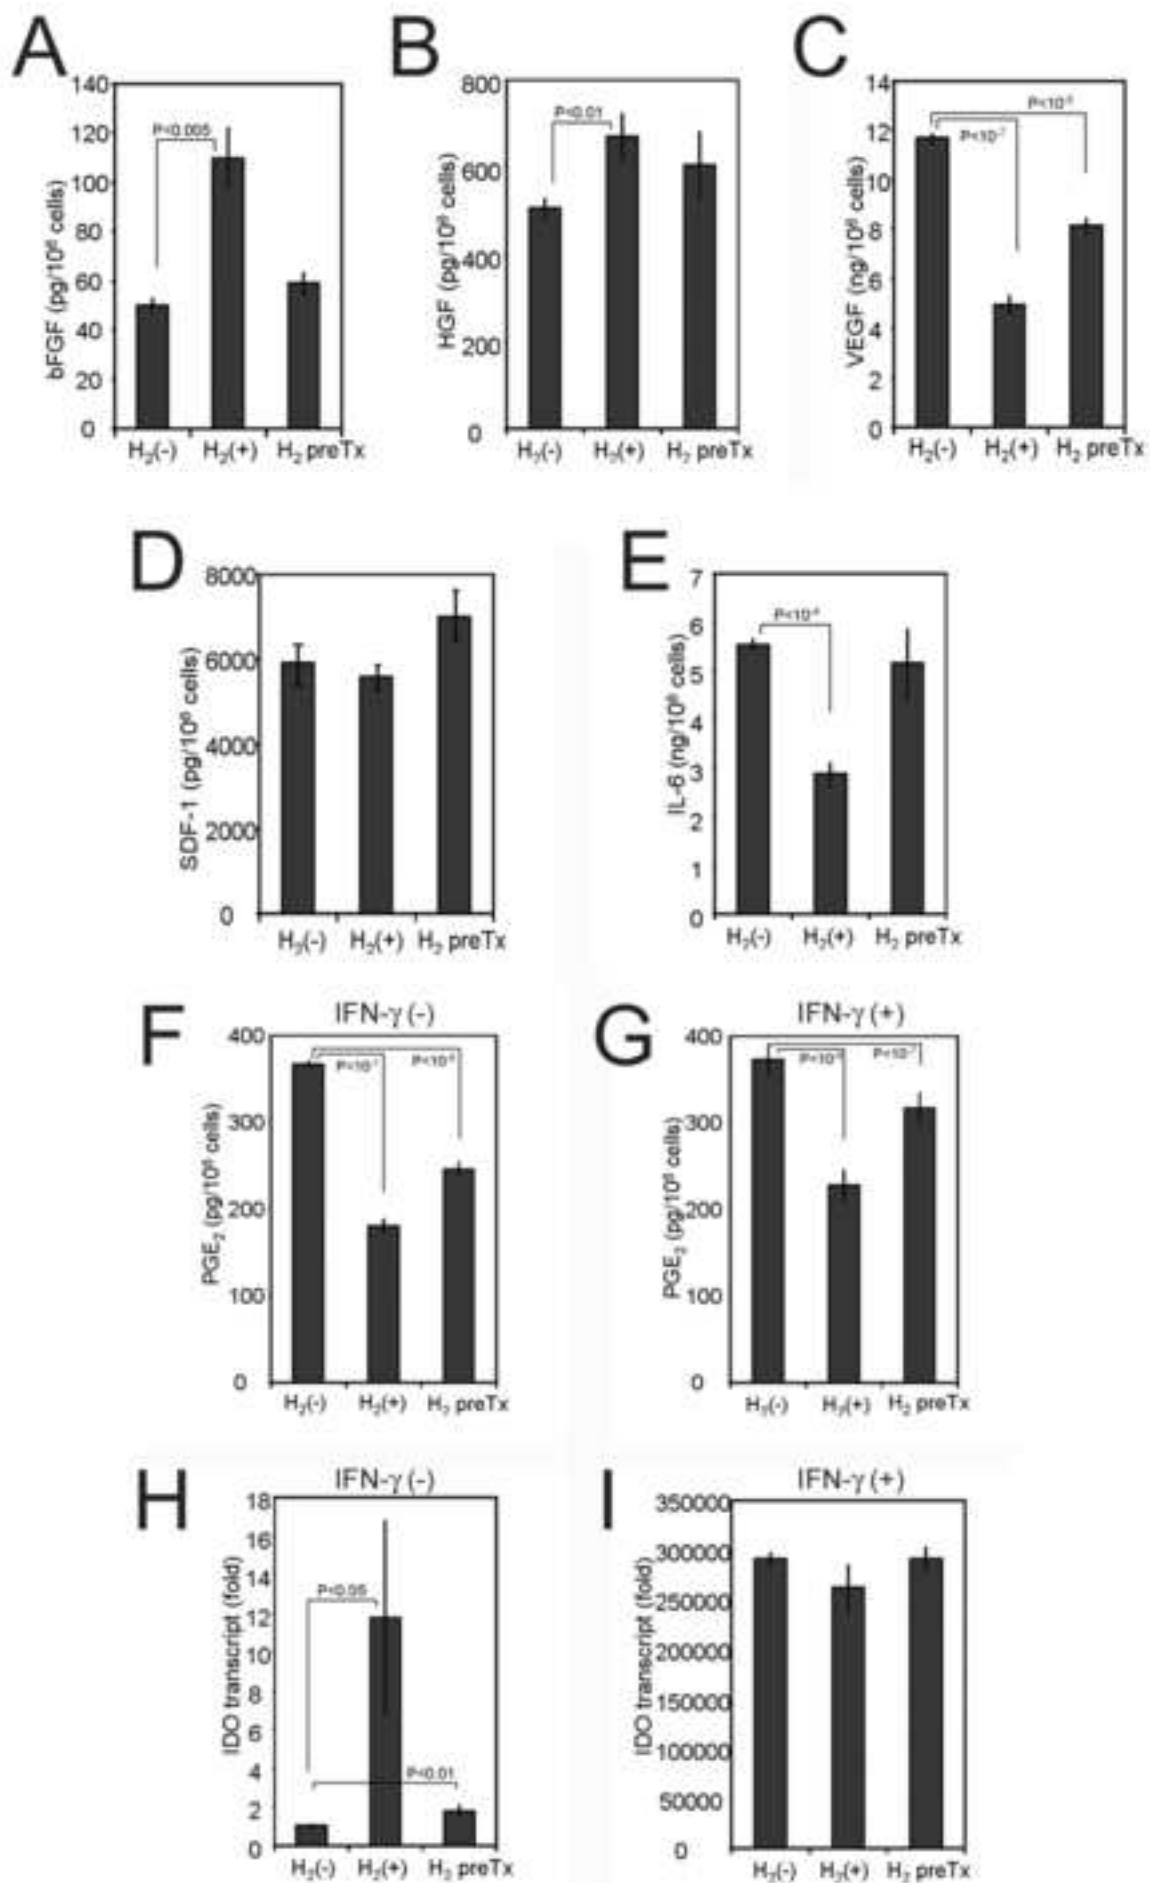 A
B
C
140
120
100
80
60
40
20
0
bFGF (pg/10⁶ cells)
P<0.005
H₂(-) H₂(+) H₂ preTx
800
600
400
200
0
HGF (pg/10⁶ cells)
P<0.01
H₂(-) H₂(+) H₂ preTx
14
12
10
8
6
4
2
0
VEGF (ng/10⁶ cells)
P<10⁻⁷
H₂(-) H₂(+) H₂ preTx
D
E
8000
6000
4000
2000
0
SDF-1 (pg/10⁶ cells)
H₂(-) H₂(+) H₂ preTx
7
6
5
4
3
2
1
0
IL-6 (ng/10⁶ cells)
H₂(-) H₂(+) H₂ preTx
F
IFN-γ (-)
400
300
200
100
0
PGE₂ (pg/10⁶ cells)
H₂(-) H₂(+) H₂ preTx
G
IFN-γ (+)
400
300
200
100
0
PGE₂ (pg/10⁶ cells)
P<10⁻⁷
H₂(-) H₂(+) H₂ preTx
H
IFN-γ (-)
18
16
14
12
10
8
6
4
2
0
IDO transcript (fold)
P<0.05
P<0.01
H₂(-) H₂(+) H₂ preTx
I
IFN-γ (+)
350000
300000
250000
200000
150000
100000
50000
0
IDO transcript (fold)
H₂(-) H₂(+) H₂ preTx